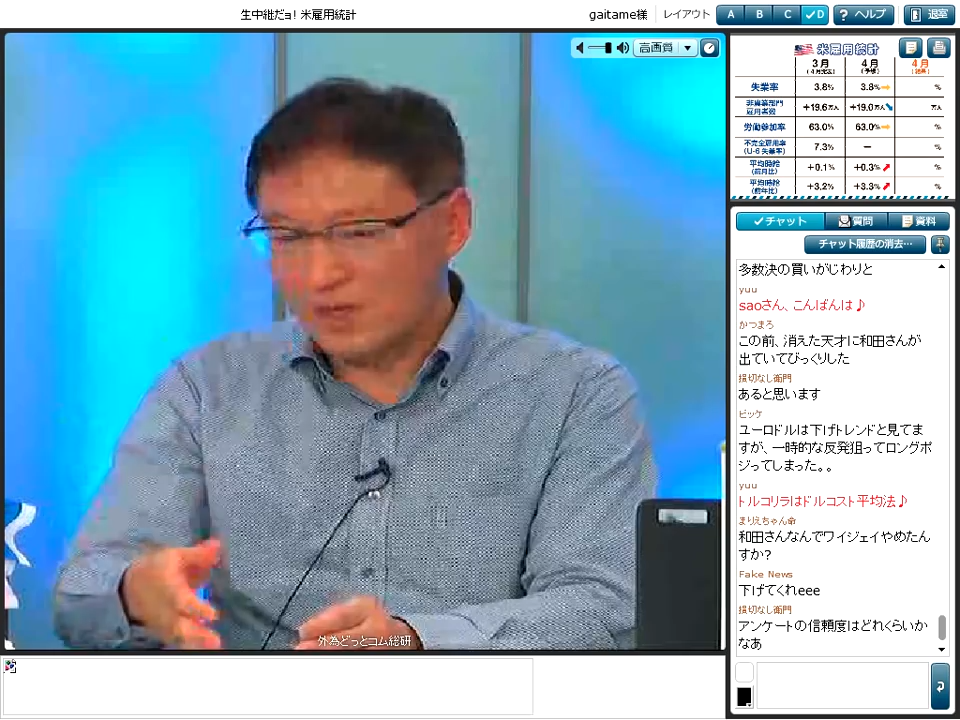 生中継だョ! 米雇用統計
gaitame様
レイアウト
A B C ✓D
? ヘルプ
退室
高画質
米雇用統計
3月 4月 4月
(予想)
失業率 3.8% 3.8% %
非農業部門雇用者数 +19.6万人 +19.0万人 万人
労働参加率 63.0% 63.0% %
不完全雇用率(U-6 失業率) 7.3% − %
平均時給(前月比) +0.1% +0.3% %
平均時給(前年比) +3.2% +3.3% %
✓チャット 質問 資料
チャット履歴の消去…
多数決の買いがじわりと
yuu
saoさん、こんばんは♪
かつまろ
この前、消えた天才に和田さんが
出ていてびっくりした
損切なし衛門
あると思います
ピッケ
ユーロドルは下げトレンドと見てま
すが、一時的な反発狙ってロングポ
ジってしまった。。
yuu
トルコリラはドルコスト平均法♪
まりえちゃん命
和田さんなんでワイジェイやめたん
すか?
Fake News
下げてくれeee
損切なし衛門
アンケートの信頼度はどれくらいか
なあ
外為どっとコム総研